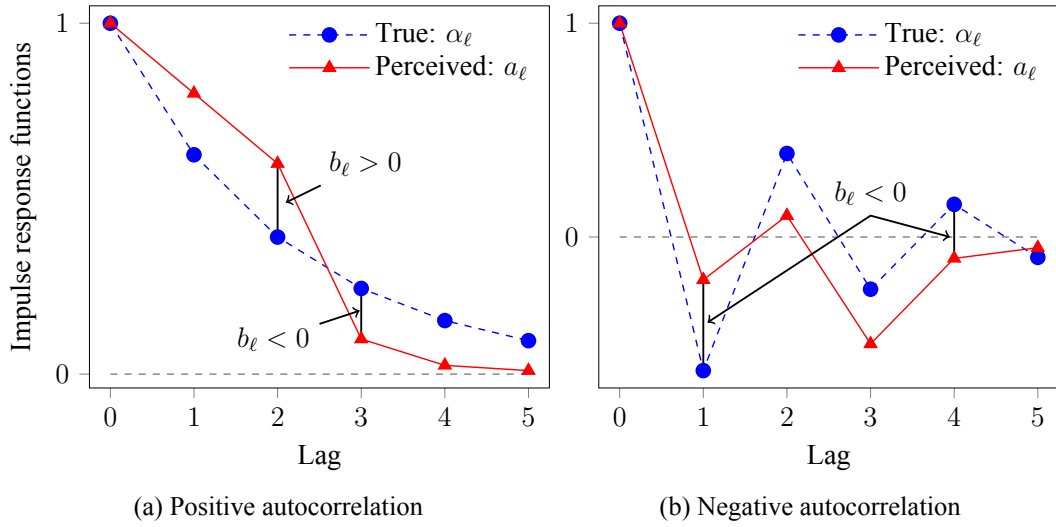 Impulse response functions
1
0
True: αℓ
Perceived: aℓ
bℓ > 0
bℓ < 0
0 1 2 3 4 5
Lag
(a) Positive autocorrelation
1
0
True: αℓ
Perceived: aℓ
bℓ < 0
0 1 2 3 4 5
Lag
(b) Negative autocorrelation